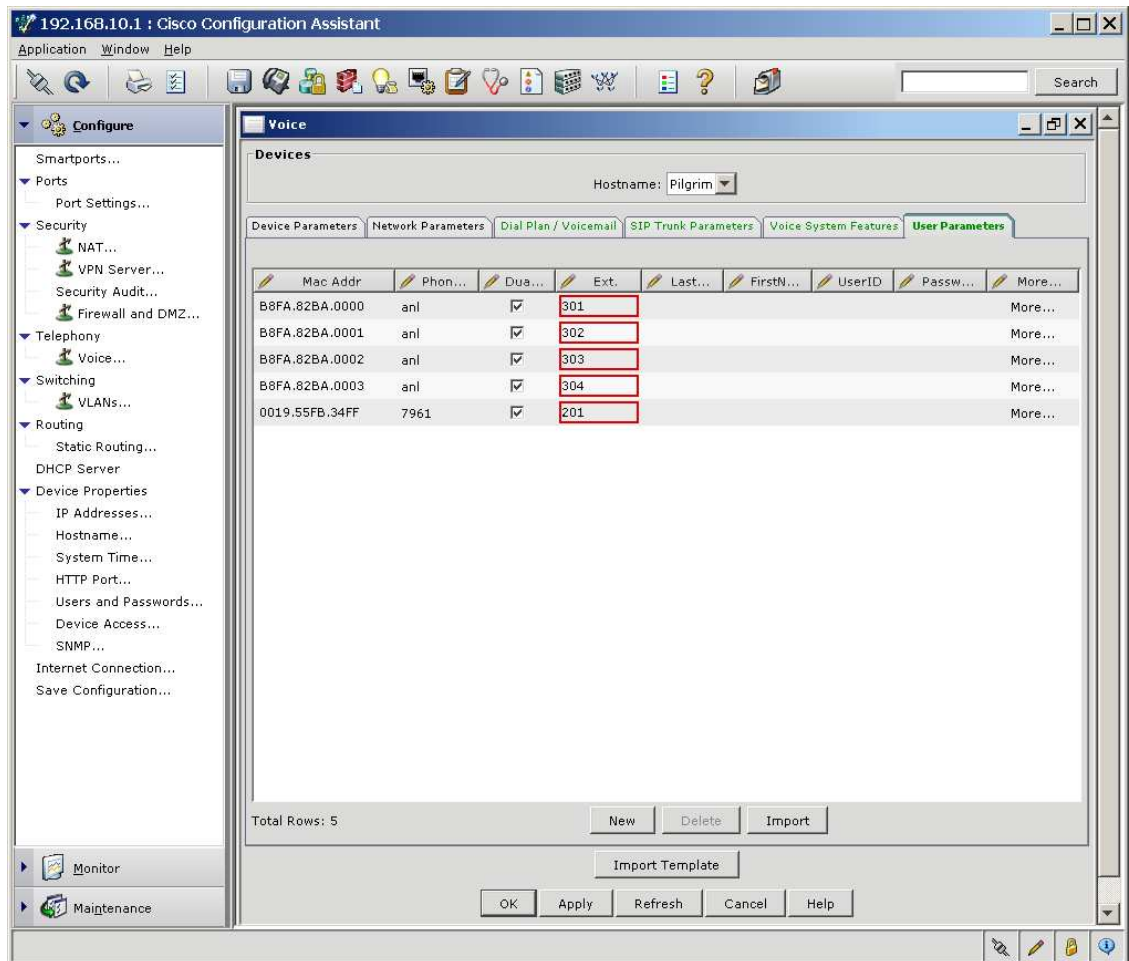 192.168.10.1 : Cisco Configuration Assistant
Application Window Help
Search
Configure
Smartports...
Ports
Port Settings...
Security
NAT...
VPN Server...
Security Audit...
Firewall and DMZ...
Telephony
Voice...
Switching
VLANs...
Routing
Static Routing...
DHCP Server
Device Properties
IP Addresses...
Hostname...
System Time...
HTTP Port...
Users and Passwords...
Device Access...
SNMP...
Internet Connection...
Save Configuration...
Monitor
Maintenance
Voice
Devices
Hostname: Pilgrim
Device Parameters Network Parameters Dial Plan / Voicemail SIP Trunk Parameters Voice System Features User Parameters
Mac Addr Phon... Dua... Ext. Last... FirstN... UserID Passw... More...
B8FA.82BA.0000 anl 301 More...
B8FA.82BA.0001 anl 302 More...
B8FA.82BA.0002 anl 303 More...
B8FA.82BA.0003 anl 304 More...
0019.55FB.34FF 7961 201 More...
Total Rows: 5 New Delete Import
Import Template
OK Apply Refresh Cancel Help